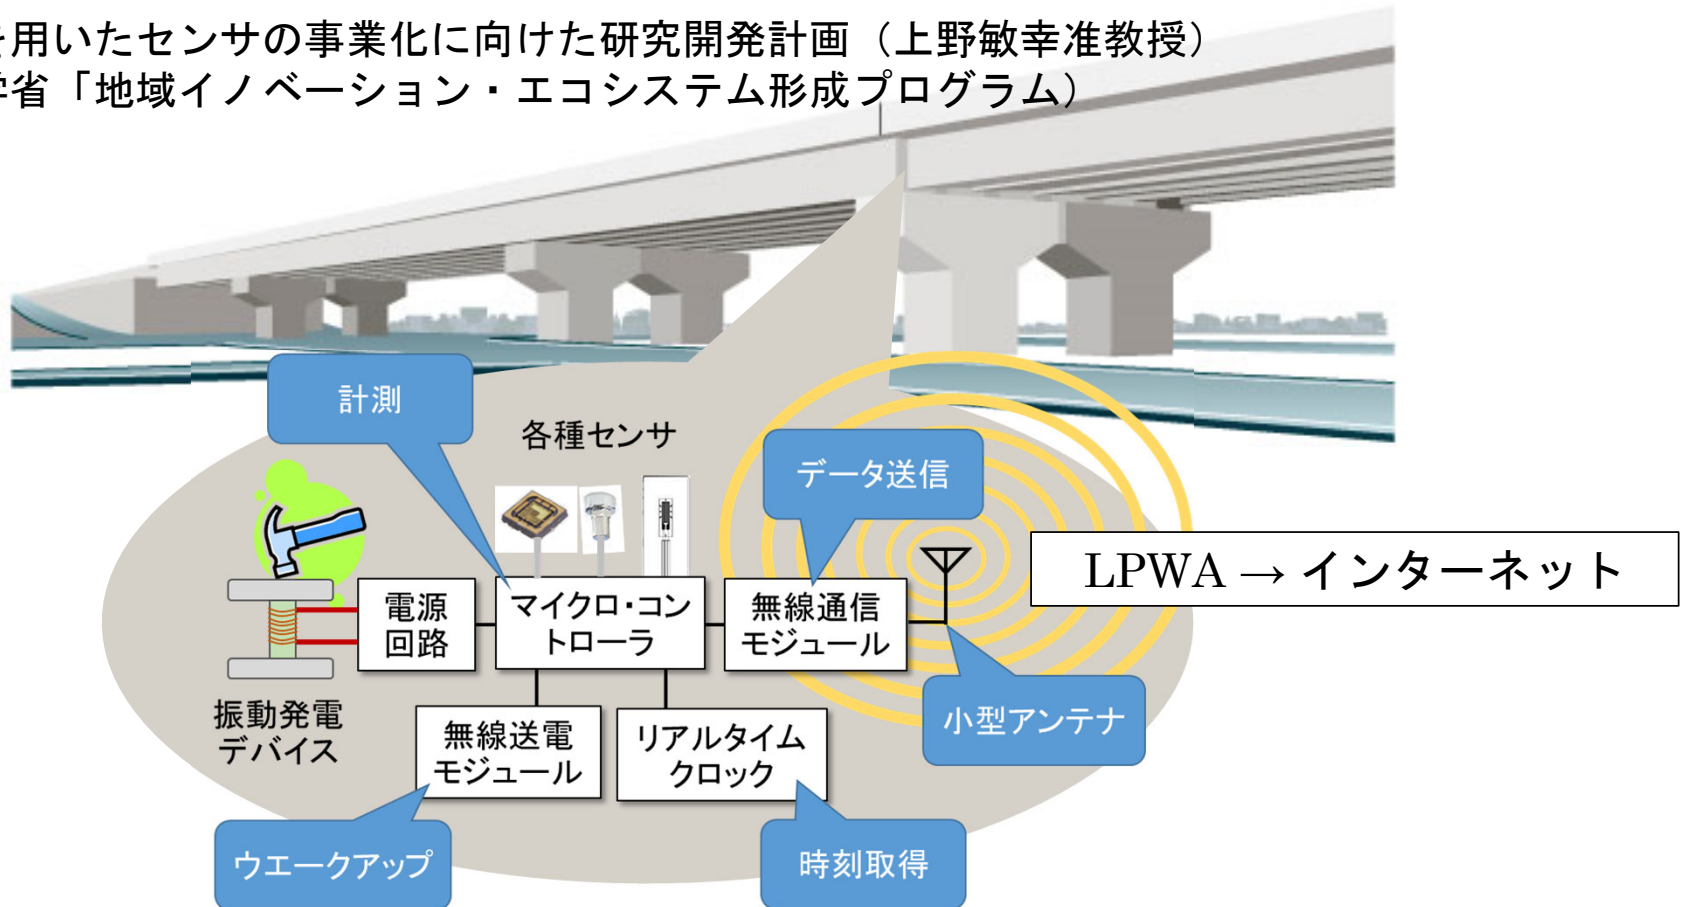 を用いたセンサの事業化に向けた研究開発計画（上野敏幸准教授）
学省「地域イノベーション・エコシステム形成プログラム）
計測
各種センサ
データ送信
LPWA → インターネット
電源
回路
マイクロ・コン
トローラ
無線通信
モジュール
振動発電
デバイス
無線送電
モジュール
リアルタイム
クロック
小型アンテナ
ウエークアップ
時刻取得